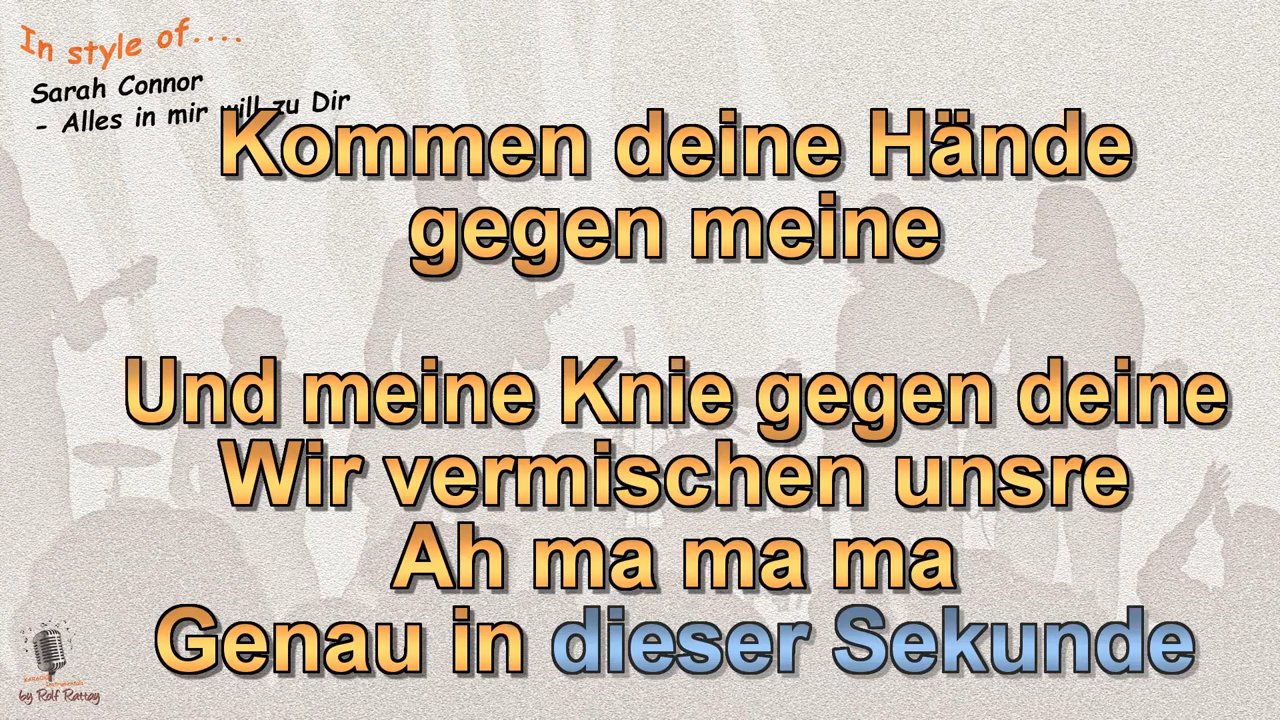 In style of....
Sarah Connor
- Alles in mir will zu Dir
Kommen deine Hände
gegen meine
Und meine Knie gegen deine
Wir vermischen unsre
Ah ma ma ma
Genau in dieser Sekunde
by Rolf Rattay